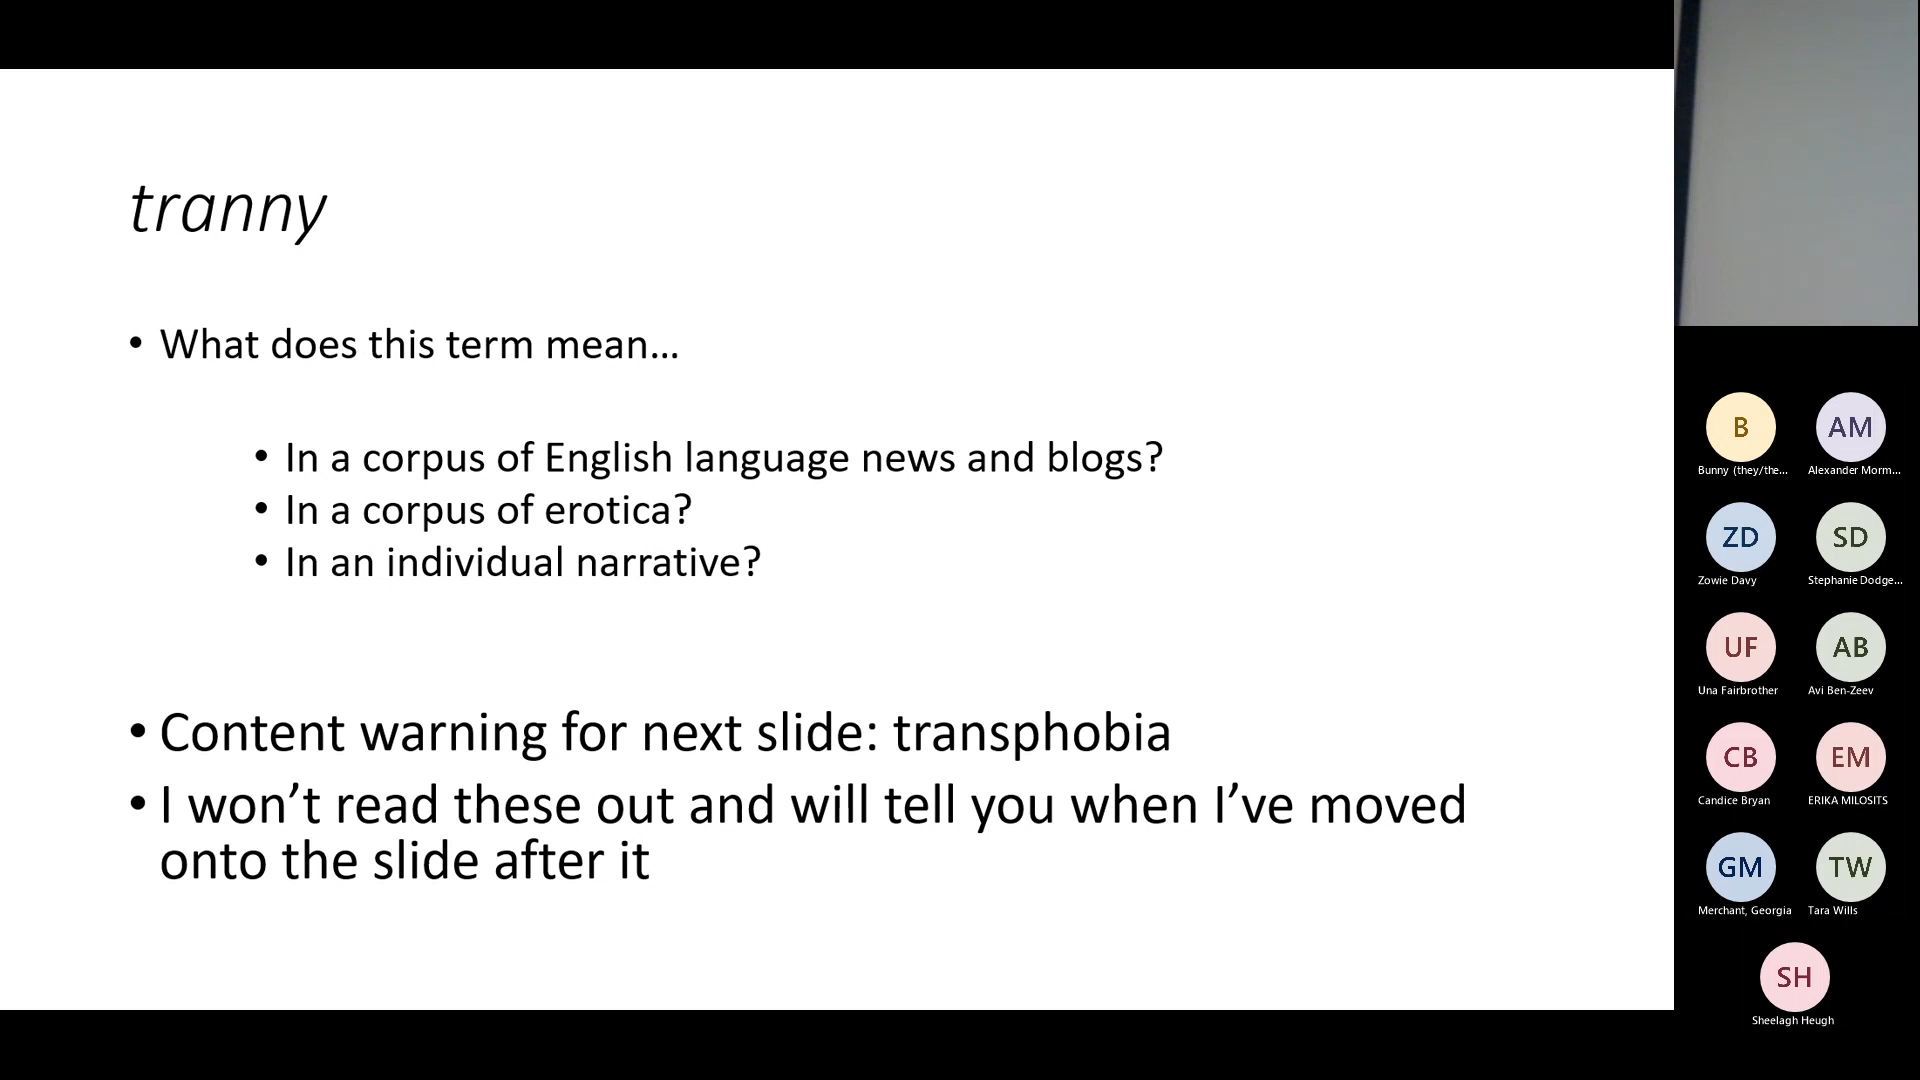 tranny
• What does this term mean...
• In a corpus of English language news and blogs?
• In a corpus of erotica?
• In an individual narrative?
• Content warning for next slide: transphobia
• I won’t read these out and will tell you when I’ve moved
onto the slide after it
B AM
Bunny (they/the... Alexander Morm...
ZD SD
Zowie Davy Stephanie Dodge...
UF AB
Una Fairbrother Avi Ben-Zeev
CB EM
Candice Bryan ERIKA MILOSITS
GM TW
Merchant, Georgia Tara Wills
SH
Sheelagh Heugh